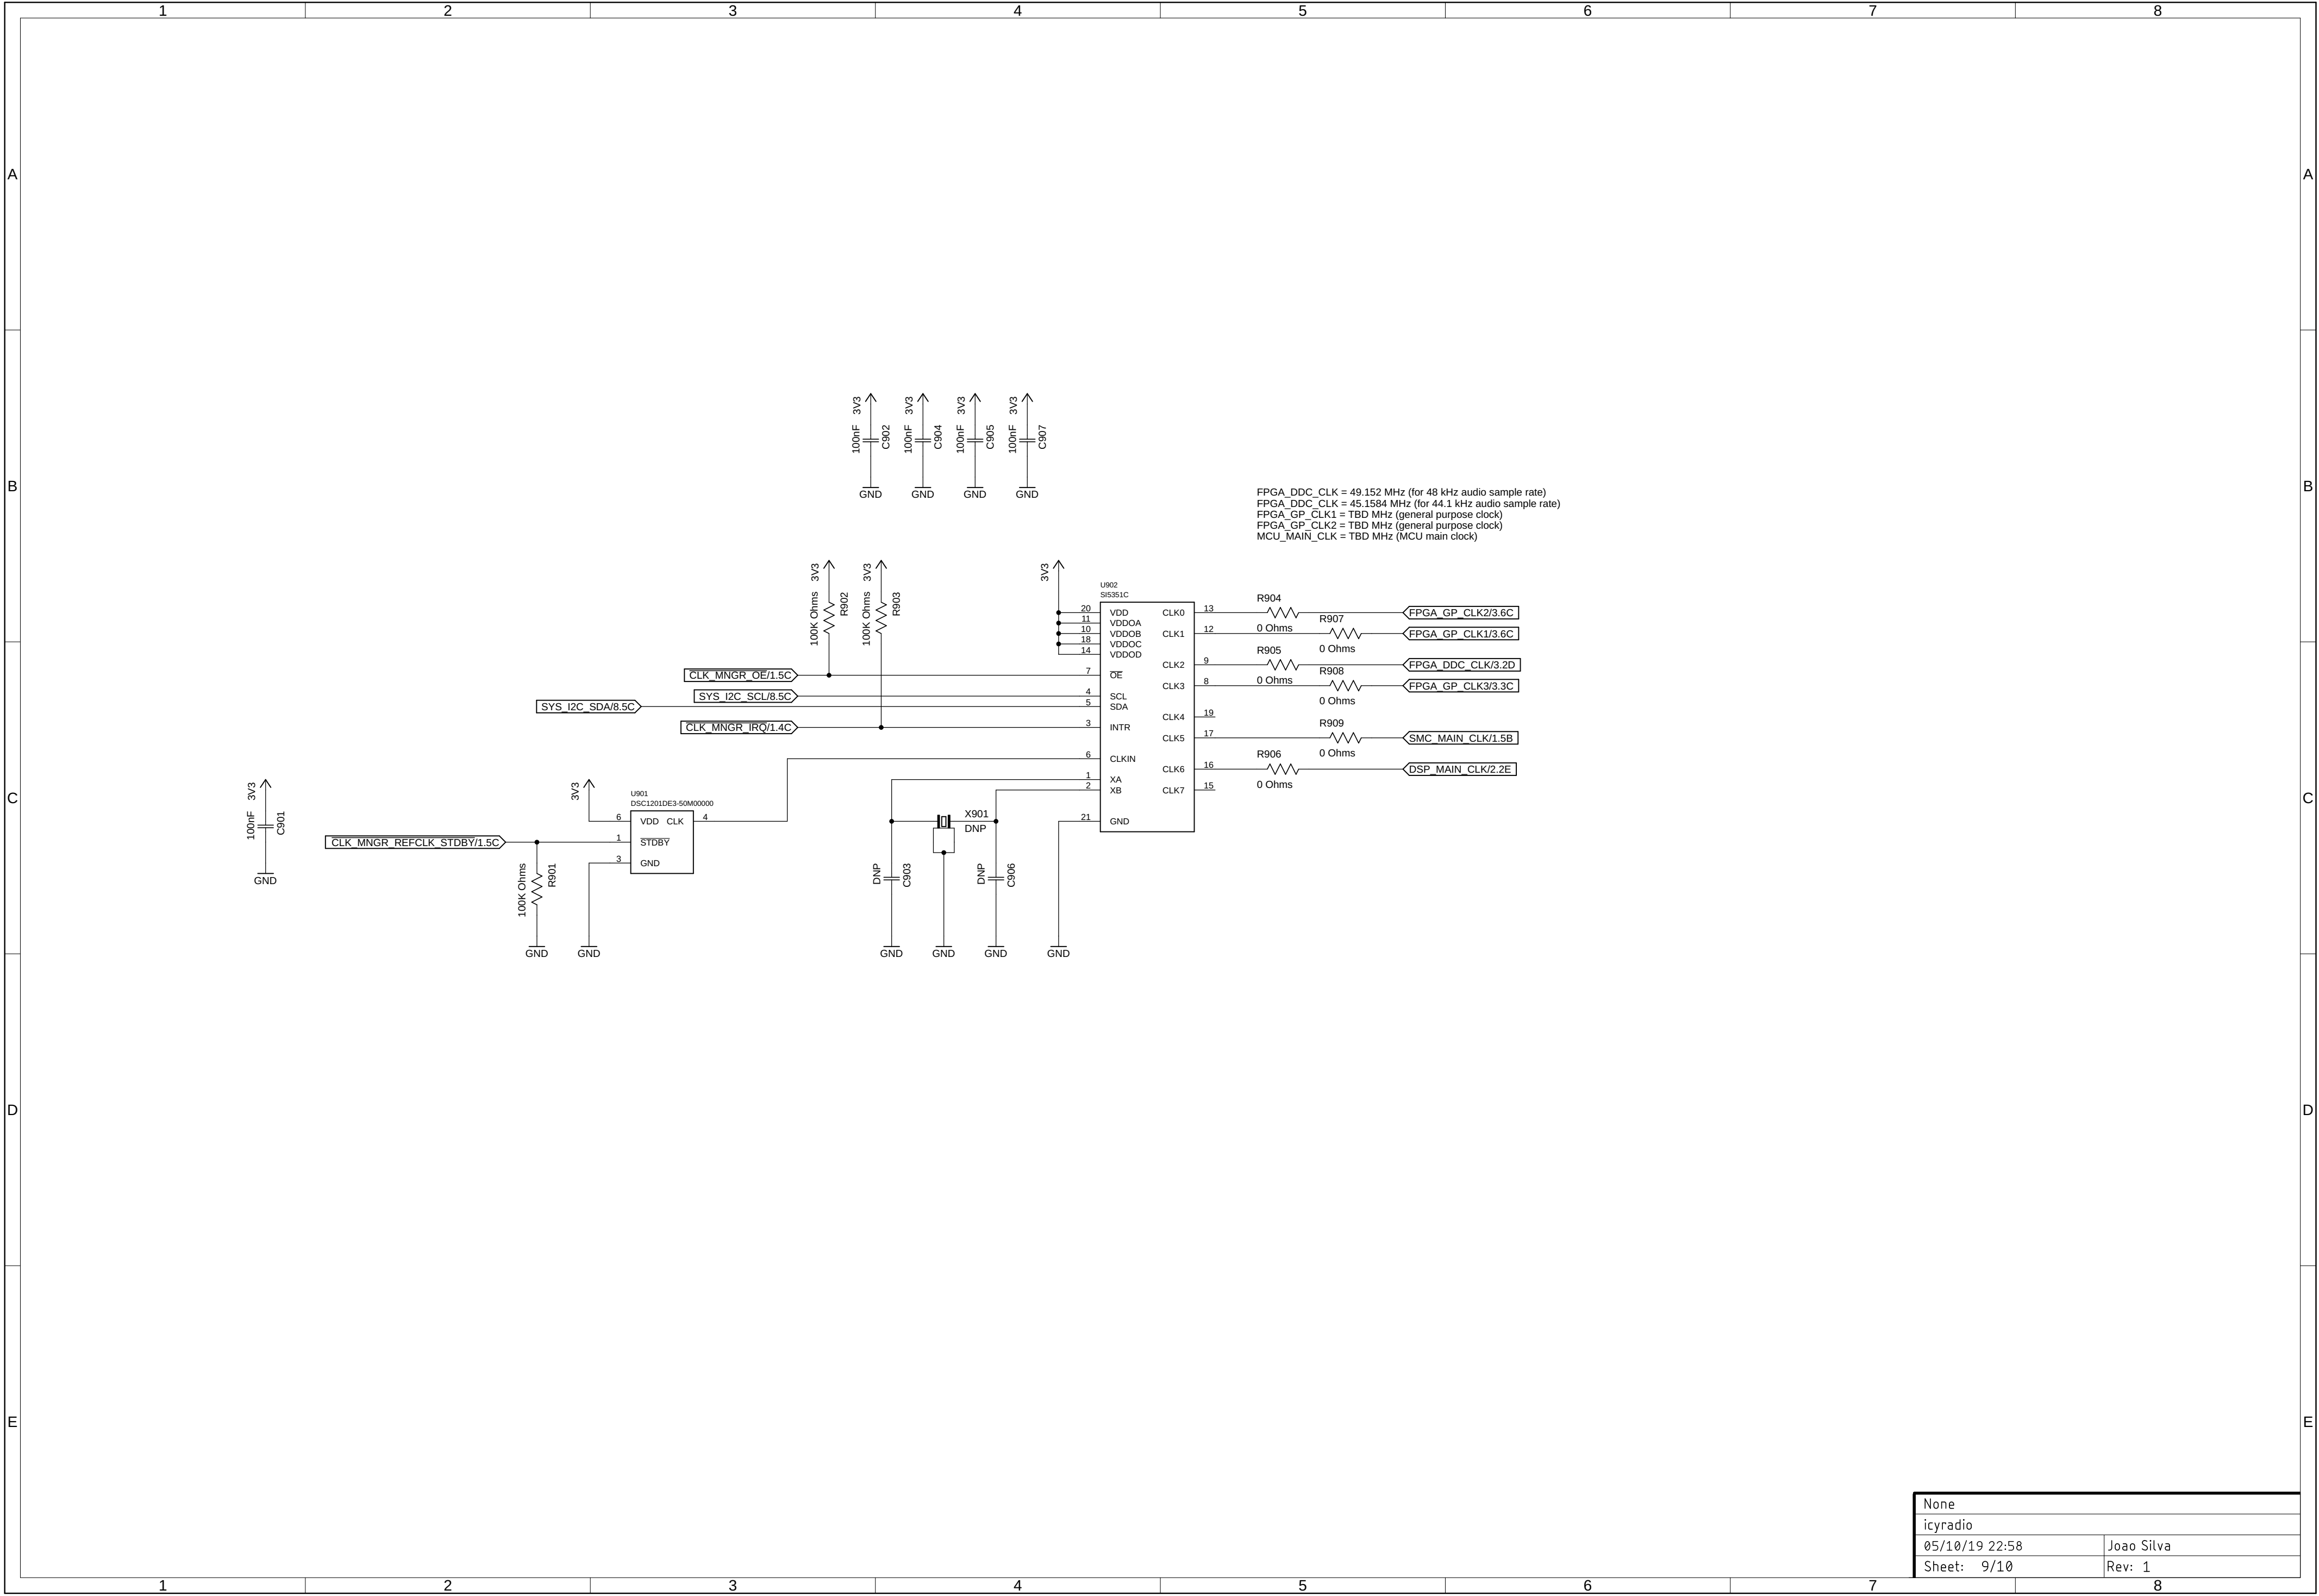 1 2 3 4 5 6 7 8
A A
3V3 3V3 3V3 3V3
100nF 100nF 100nF 100nF
C902 C904 C905 C907
GND GND GND GND
B B
FPGA_DDC_CLK = 49.152 MHz (for 48 kHz audio sample rate)
FPGA_DDC_CLK = 45.1584 MHz (for 44.1 kHz audio sample rate)
FPGA_GP_CLK1 = TBD MHz (general purpose clock)
FPGA_GP_CLK2 = TBD MHz (general purpose clock)
MCU_MAIN_CLK = TBD MHz (MCU main clock)
3V3 3V3 3V3
100K Ohms R902 100K Ohms R903
U902
SI5351C
20 VDD CLK0 13 R904 0 Ohms FPGA_GP_CLK2/3.6C
11 VDDOA
10 VDDOB CLK1 12 R907 0 Ohms FPGA_GP_CLK1/3.6C
18 VDDOC
14 VDDOD
CLK2 9 R905 0 Ohms FPGA_DDC_CLK/3.2D
CLK_MNGR_OE/1.5C 7 OE
CLK3 8 R908 0 Ohms FPGA_GP_CLK3/3.3C
SYS_I2C_SCL/8.5C 4 SCL
SYS_I2C_SDA/8.5C 5 SDA
CLK4 19
CLK_MNGR_IRQ/1.4C 3 INTR
CLK5 17 R909 0 Ohms SMC_MAIN_CLK/1.5B
6 CLKIN
CLK6 16 R906 0 Ohms DSP_MAIN_CLK/2.2E
1 XA
2 XB CLK7 15
21 GND
C C
3V3
100nF C901
GND
3V3
U901
DSC1201DE3-50M00000
6 VDD CLK 4
CLK_MNGR_REFCLK_STDBY/1.5C 1 STDBY
3 GND
100K Ohms R901
X901
DNP
DNP C903 DNP C906
GND GND GND GND GND GND
D D
E E
None
icyradio
05/10/19 22:58 Joao Silva
Sheet: 9/10 Rev: 1
1 2 3 4 5 6 7 8